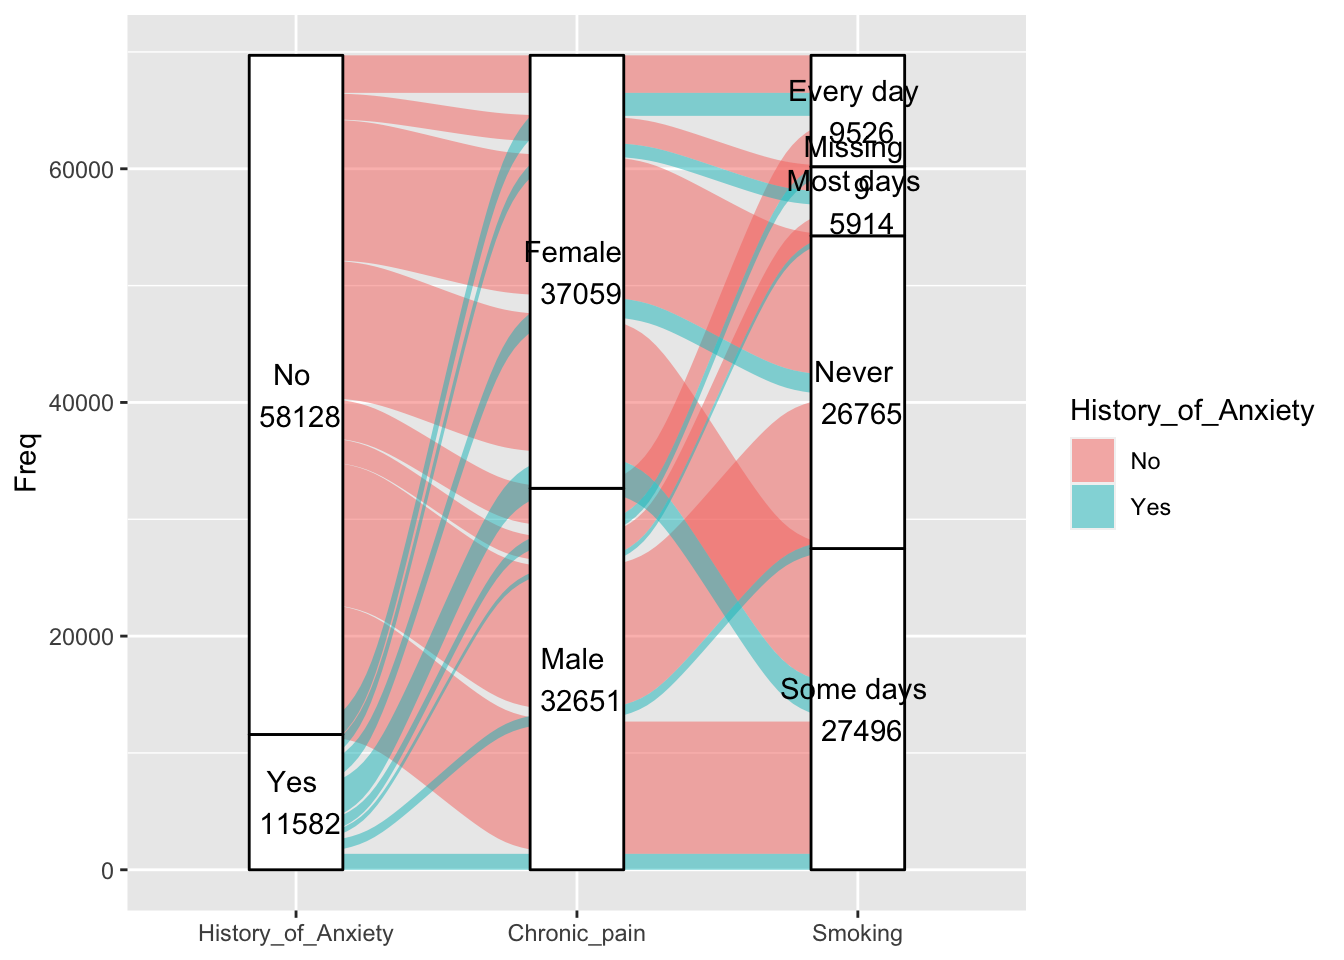 Freq
60000
40000
20000
0
No
58128
Yes
11582
Female
37059
Male
32651
Every day
9526
Missing
9
Most days
5914
Never
26765
Some days
27496
History_of_Anxiety
Chronic_pain
Smoking
History_of_Anxiety
No
Yes